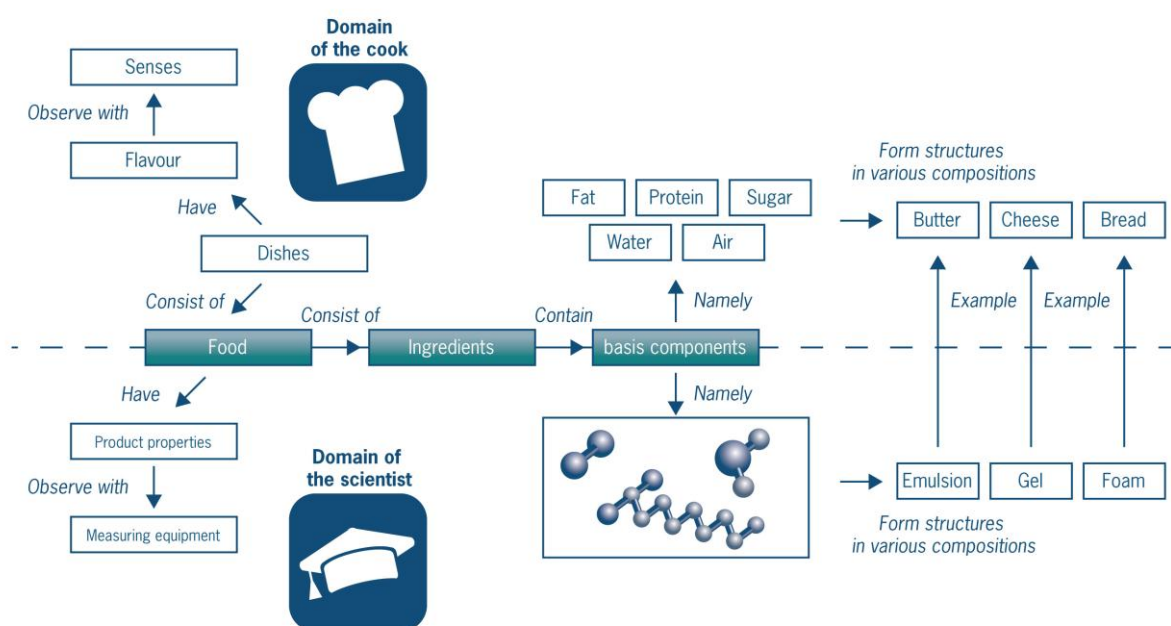 Domain
of the cook
Senses
Observe with
Flavour
Have
Dishes
Consist of
Food
Consist of
Ingredients
Contain
basis components
Namely
Fat
Protein
Sugar
Water
Air
Form structures
in various compositions
Butter
Cheese
Bread
Example
Example
Have
Product properties
Observe with
Measuring equipment
Domain of
the scientist
Namely
Emulsion
Gel
Foam
Form structures
in various compositions